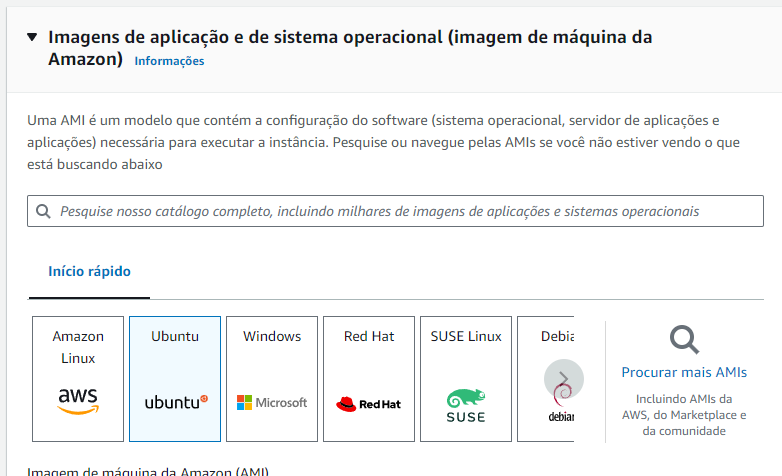 Imagens de aplicação e de sistema operacional (imagem de máquina da
Amazon) Informações
Uma AMI é um modelo que contém a configuração do software (sistema operacional, servidor de aplicações e
aplicações) necessária para executar a instância. Pesquise ou navegue pelas AMIs se você não estiver vendo o que
está buscando abaixo
Pesquise nosso catálogo completo, incluindo milhares de imagens de aplicações e sistemas operacionais
Início rápido
Amazon
Linux
aws
Ubuntu
ubuntu
Windows
Microsoft
Red Hat
Red Hat
SUSE Linux
SUSE
Debia
debian
Procurar mais AMIs
Incluindo AMIs da
AWS, do Marketplace e
da comunidade
Imagem de máquina da Amazon (AMI)